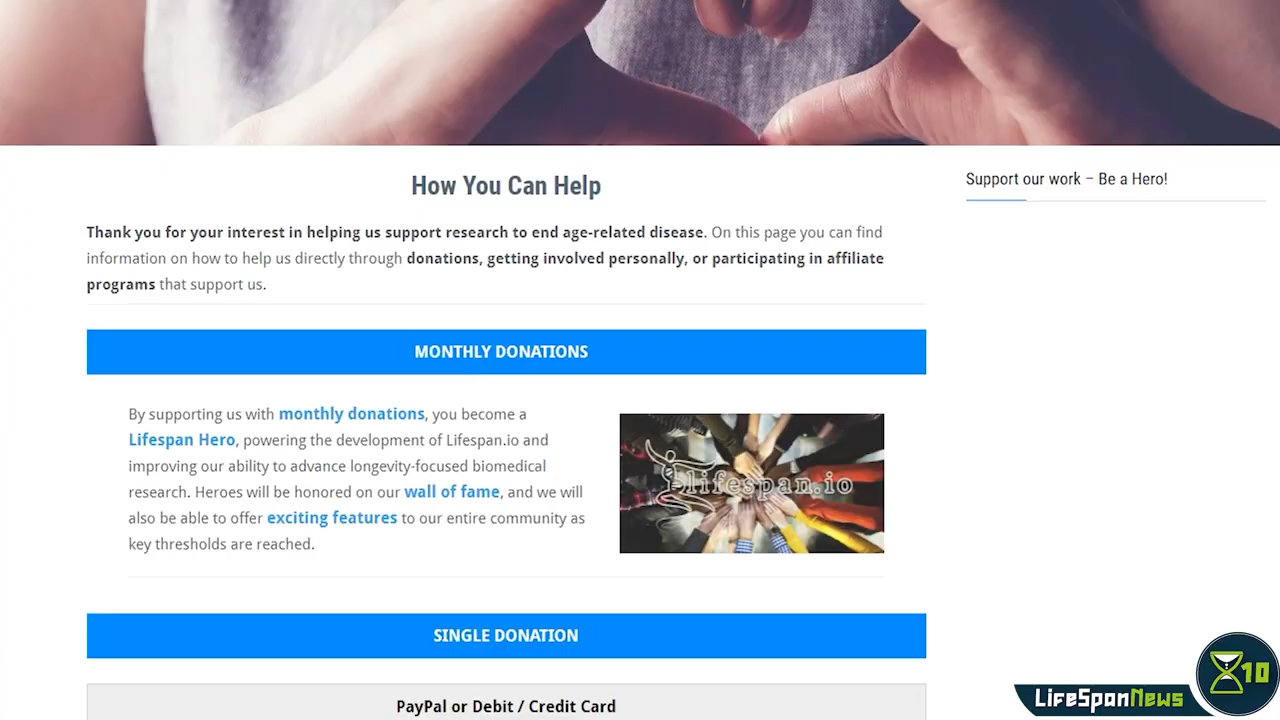 How You Can Help
Support our work – Be a Hero!
Thank you for your interest in helping us support research to end age-related disease. On this page you can find
information on how to help us directly through donations, getting involved personally, or participating in affiliate
programs that support us.
MONTHLY DONATIONS
By supporting us with monthly donations, you become a
Lifespan Hero, powering the development of Lifespan.io and
improving our ability to advance longevity-focused biomedical
research. Heroes will be honored on our wall of fame, and we will
also be able to offer exciting features to our entire community as
key thresholds are reached.
lifespan.io
SINGLE DONATION
PayPal or Debit / Credit Card
LifeSpanNews
10